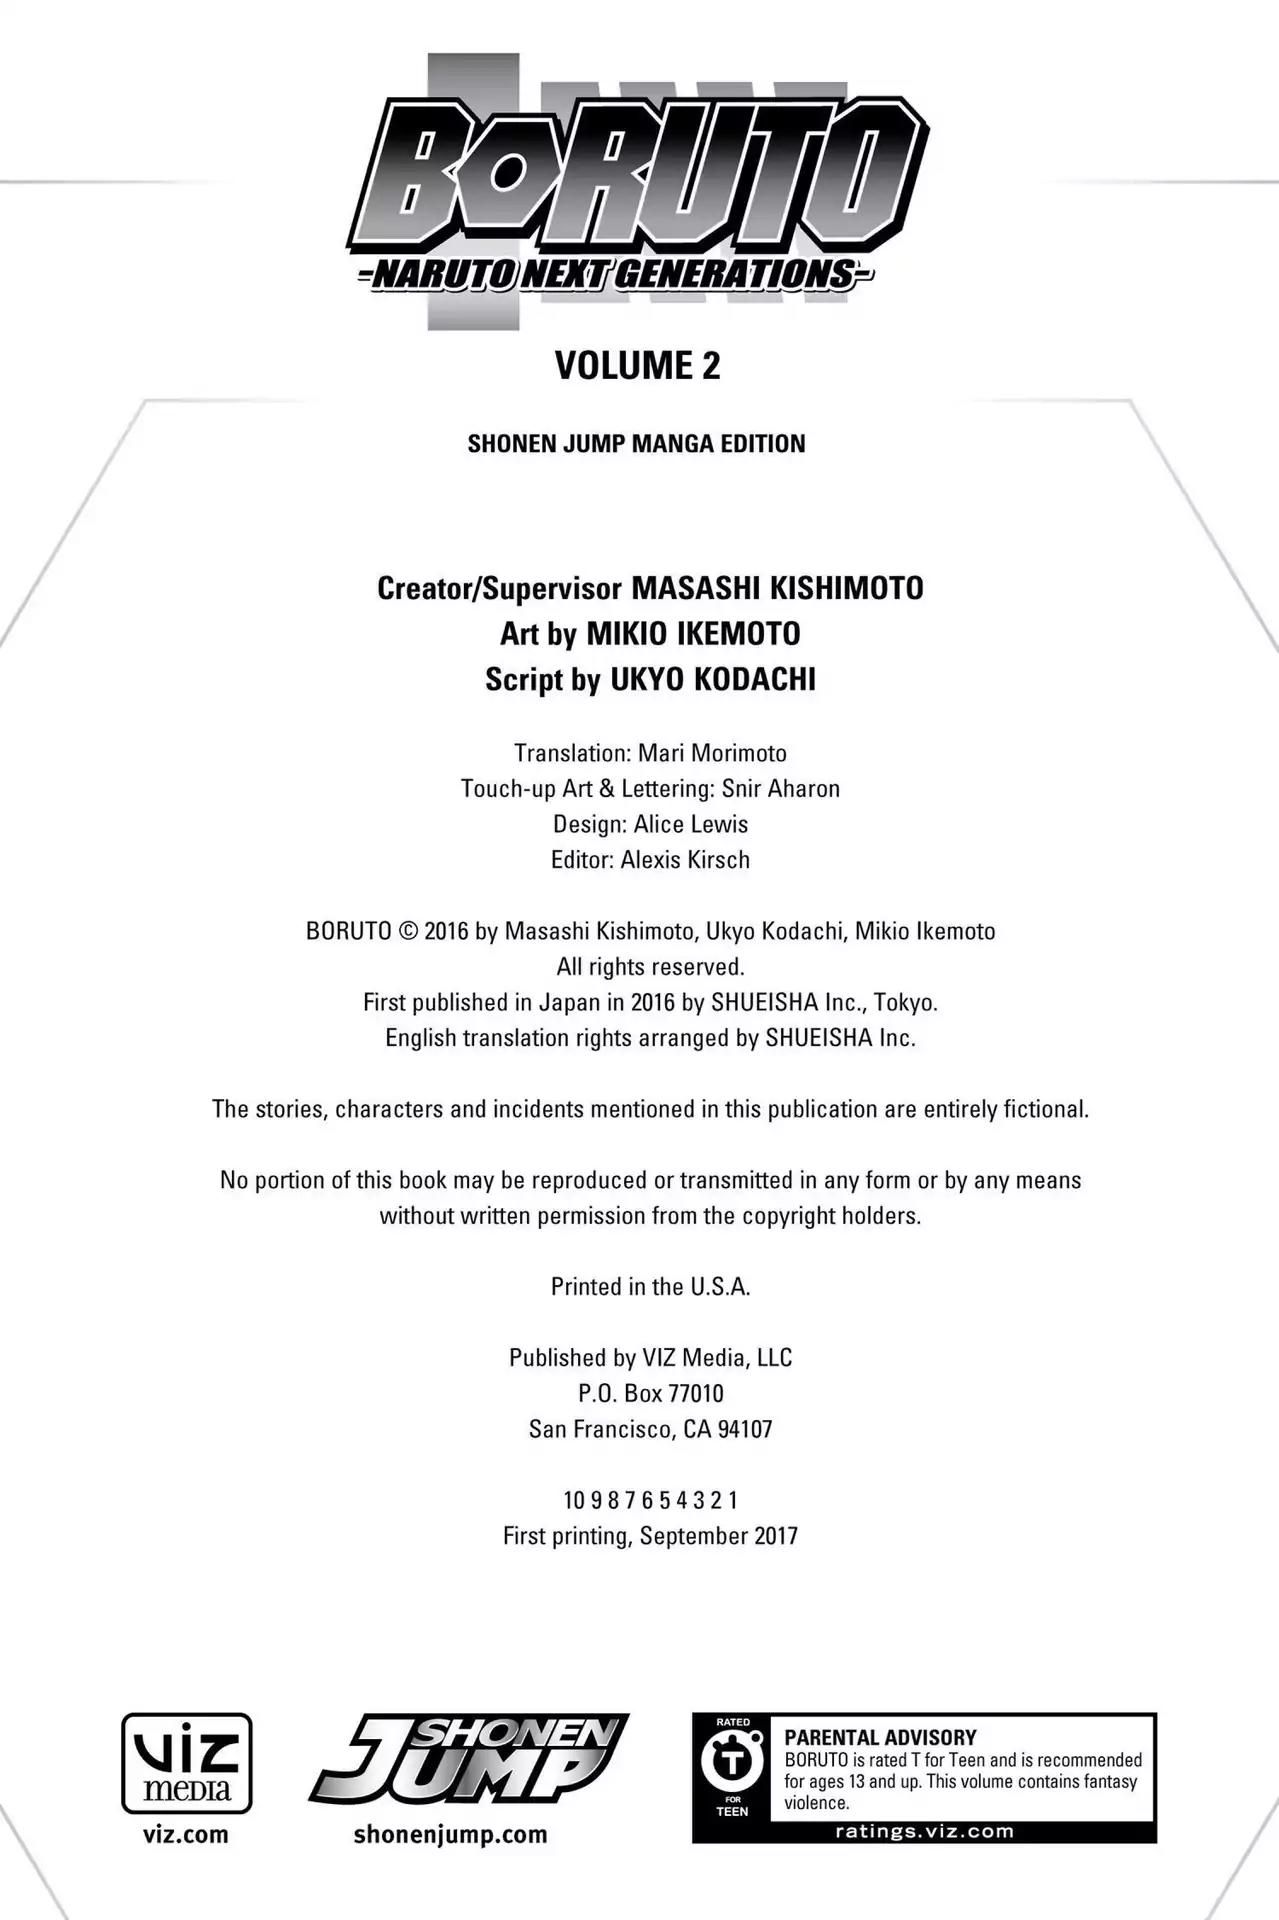 BORUTO
-NARUTO NEXT GENERATIONS-
VOLUME 2
SHONEN JUMP MANGA EDITION
Creator/Supervisor MASASHI KISHIMOTO
Art by MIKIO IKEMOTO
Script by UKYO KODACHI
Translation: Mari Morimoto
Touch-up Art & Lettering: Snir Aharon
Design: Alice Lewis
Editor: Alexis Kirsch
BORUTO © 2016 by Masashi Kishimoto, Ukyo Kodachi, Mikio Ikemoto
All rights reserved.
First published in Japan in 2016 by SHUEISHA Inc., Tokyo.
English translation rights arranged by SHUEISHA Inc.
The stories, characters and incidents mentioned in this publication are entirely fictional.
No portion of this book may be reproduced or transmitted in any form or by any means
without written permission from the copyright holders.
Printed in the U.S.A.
Published by VIZ Media, LLC
P.O. Box 77010
San Francisco, CA 94107
10 9 8 7 6 5 4 3 2 1
First printing, September 2017
VIZ
MEDIA
viz.com
SHONEN
JUMP
shonenjump.com
RATED
T
FOR
TEEN
PARENTAL ADVISORY
BORUTO is rated T for Teen and is recommended
for ages 13 and up. This volume contains fantasy
violence.
ratings.viz.com